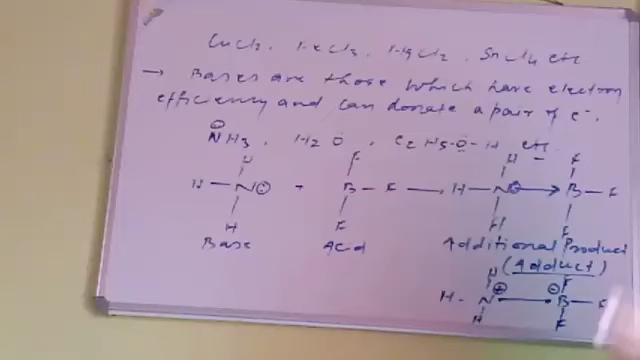 CuCl2, FeCl3, HgCl2, SnCl4 etc
→ Bases are those which have electron
efficiency and can donate a pair of e-.
NH3, H2O, C2H5-O-H etc.
H F H F
H-N + B-F → H-N → B-F
H F H F
Base Acid Additional Product
(Adduct)
H F
H-N⊕ → ⊖B-F
H F